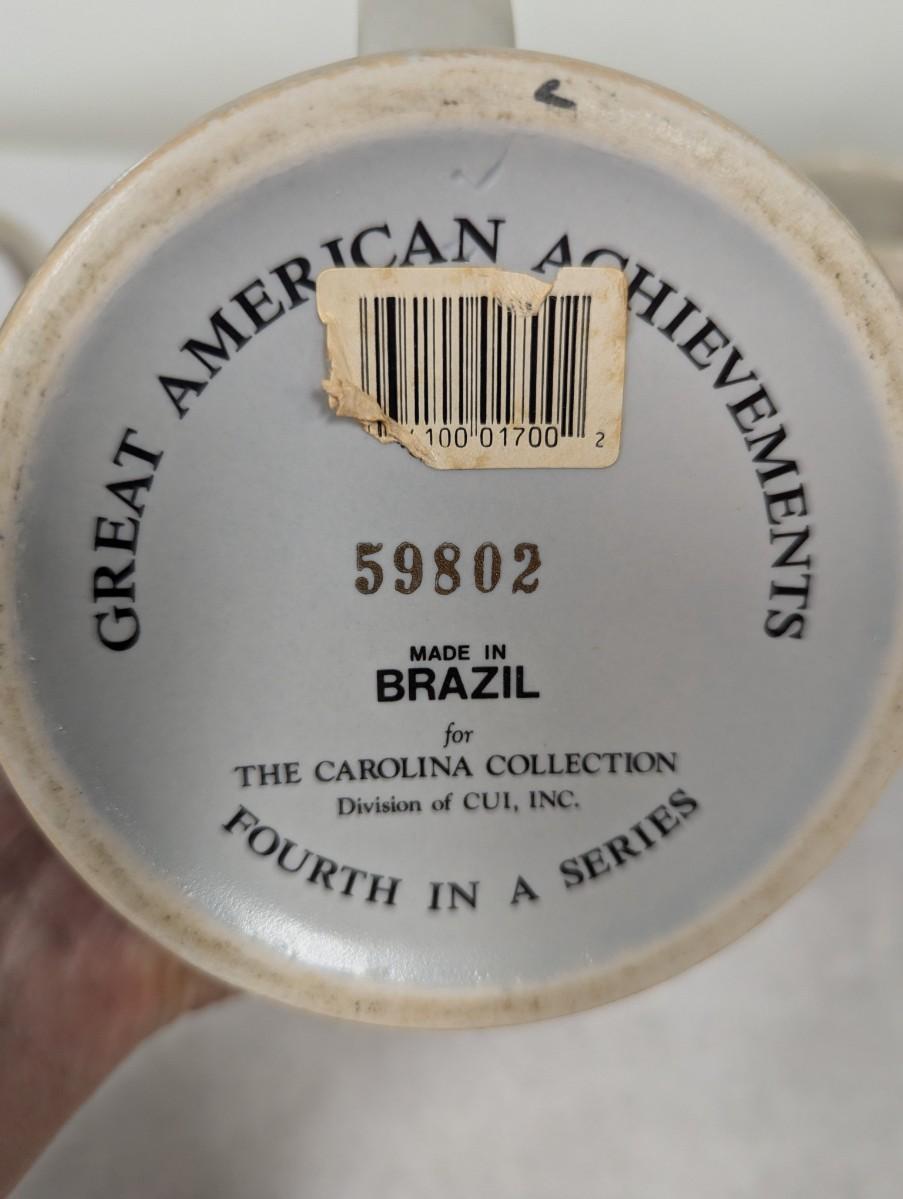 GREAT AMERICAN ACHIEVEMENTS
100 01700 2
59802
MADE IN
BRAZIL
for
THE CAROLINA COLLECTION
Division of CUI, INC.
FOURTH IN A SERIES